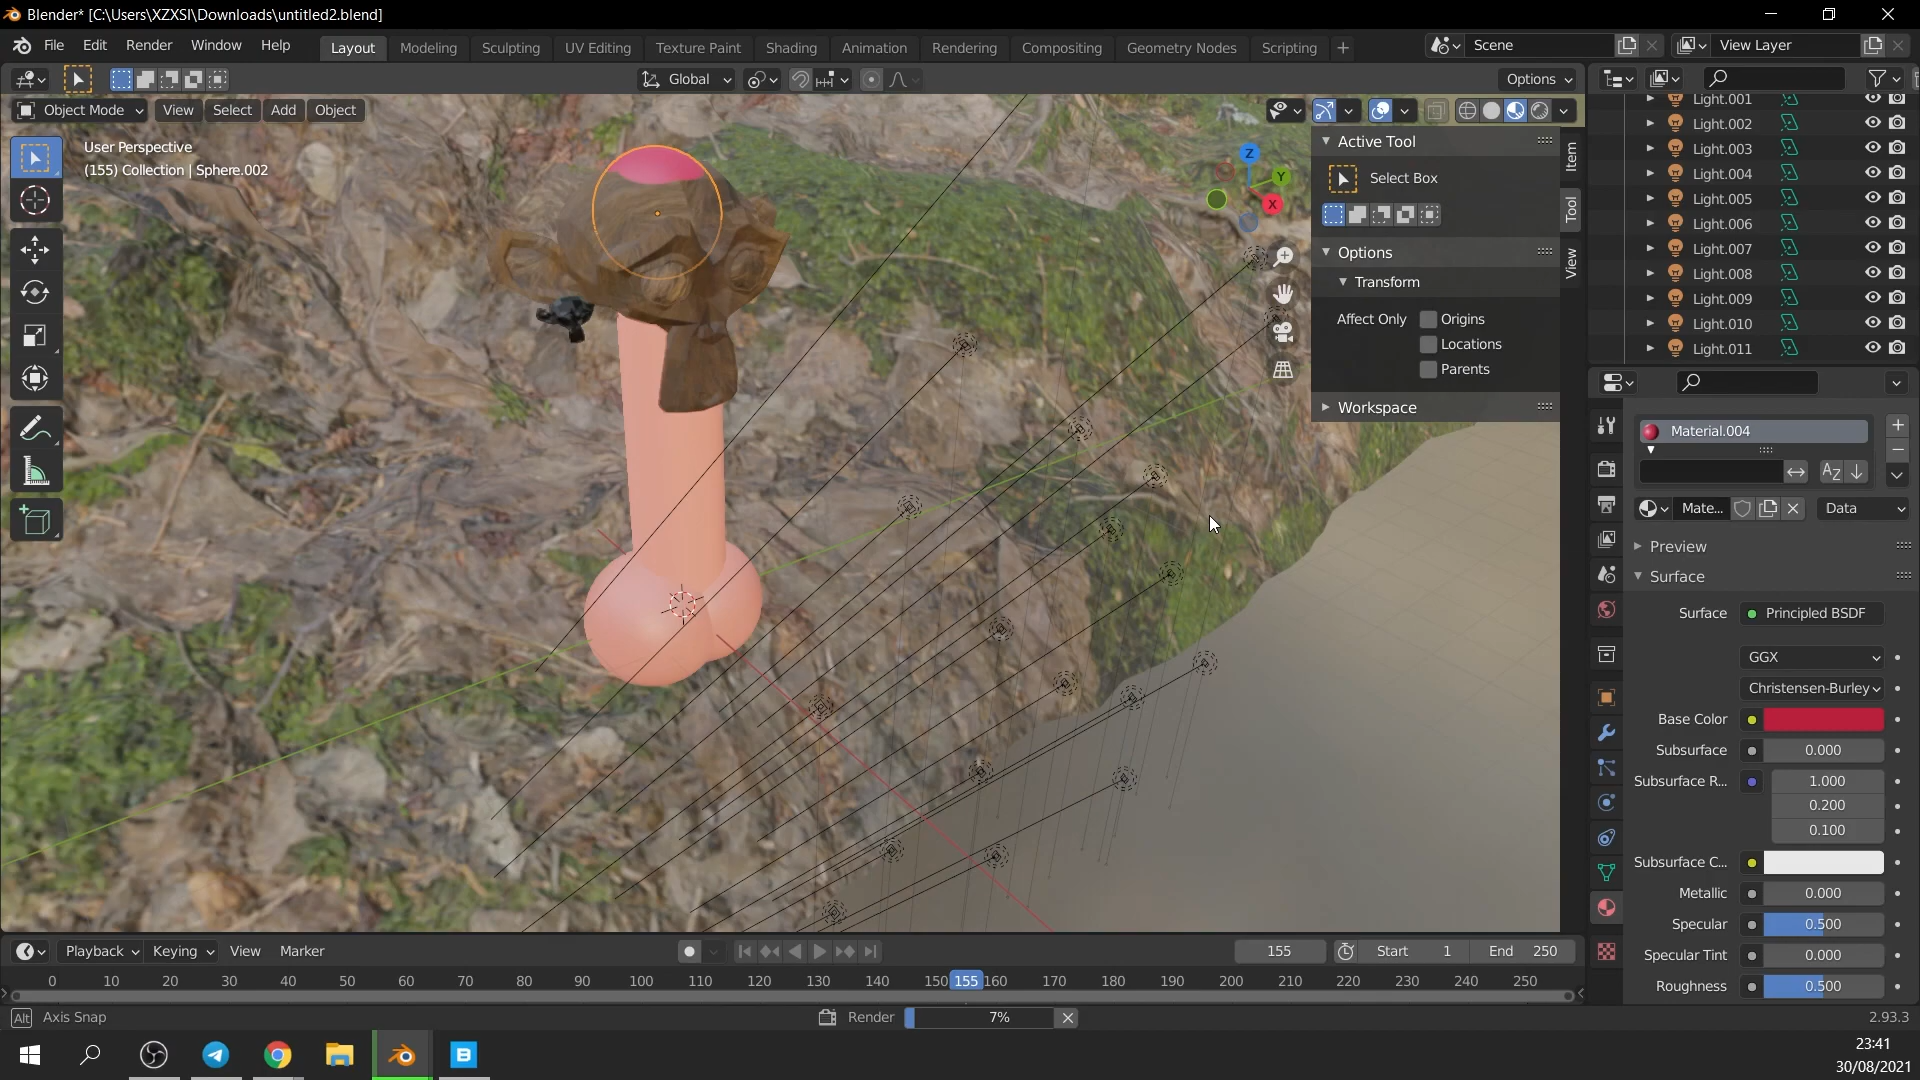 Blender* [C:\Users\XZXSI\Downloads\untitled2.blend]
File Edit Render Window Help Layout Modeling Sculpting UV Editing Texture Paint Shading Animation Rendering Compositing Geometry Nodes Scripting + Scene View Layer
Global Options
Object Mode View Select Add Object
User Perspective
(155) Collection | Sphere.002
Z
Y
X
Active Tool
Select Box
Options
Transform
Affect Only Origins
Locations
Parents
Workspace
Item
Tool
View
Light.001
Light.002
Light.003
Light.004
Light.005
Light.006
Light.007
Light.008
Light.009
Light.010
Light.011
Material.004
Mate... Data
Preview
Surface
Surface Principled BSDF
GGX
Christensen-Burley
Base Color
Subsurface 0.000
Subsurface R... 1.000
0.200
0.100
Subsurface C...
Metallic 0.000
Specular 0.500
Specular Tint 0.000
Roughness 0.500
Playback Keying View Marker 155 Start 1 End 250
0 10 20 30 40 50 60 70 80 90 100 110 120 130 140 150 155 160 170 180 190 200 210 220 230 240 250
Alt Axis Snap Render 7% 2.93.3
23:41
30/08/2021